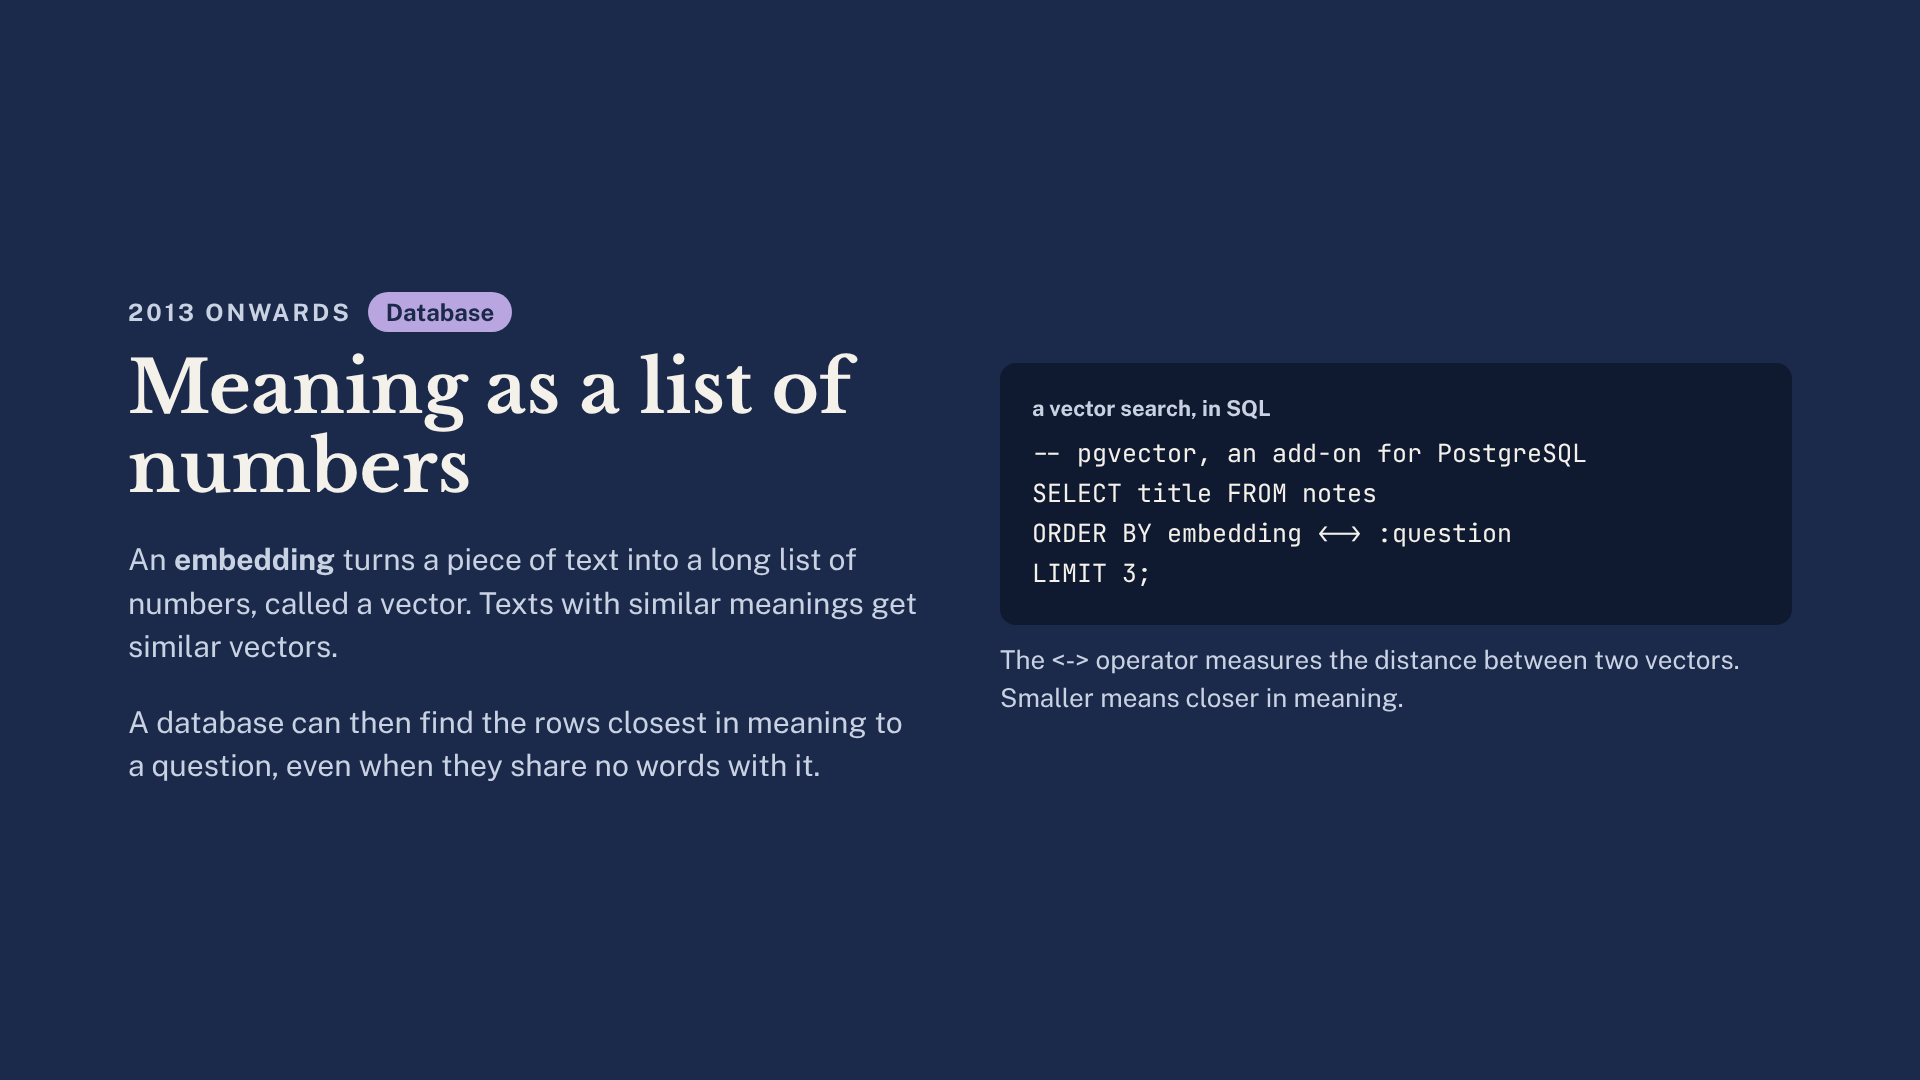 2013 ONWARDS Database
Meaning as a list of
numbers
An embedding turns a piece of text into a long list of
numbers, called a vector. Texts with similar meanings get
similar vectors.
A database can then find the rows closest in meaning to
a question, even when they share no words with it.
a vector search, in SQL
-- pgvector, an add-on for PostgreSQL
SELECT title FROM notes
ORDER BY embedding <-> :question
LIMIT 3;
The <-> operator measures the distance between two vectors.
Smaller means closer in meaning.